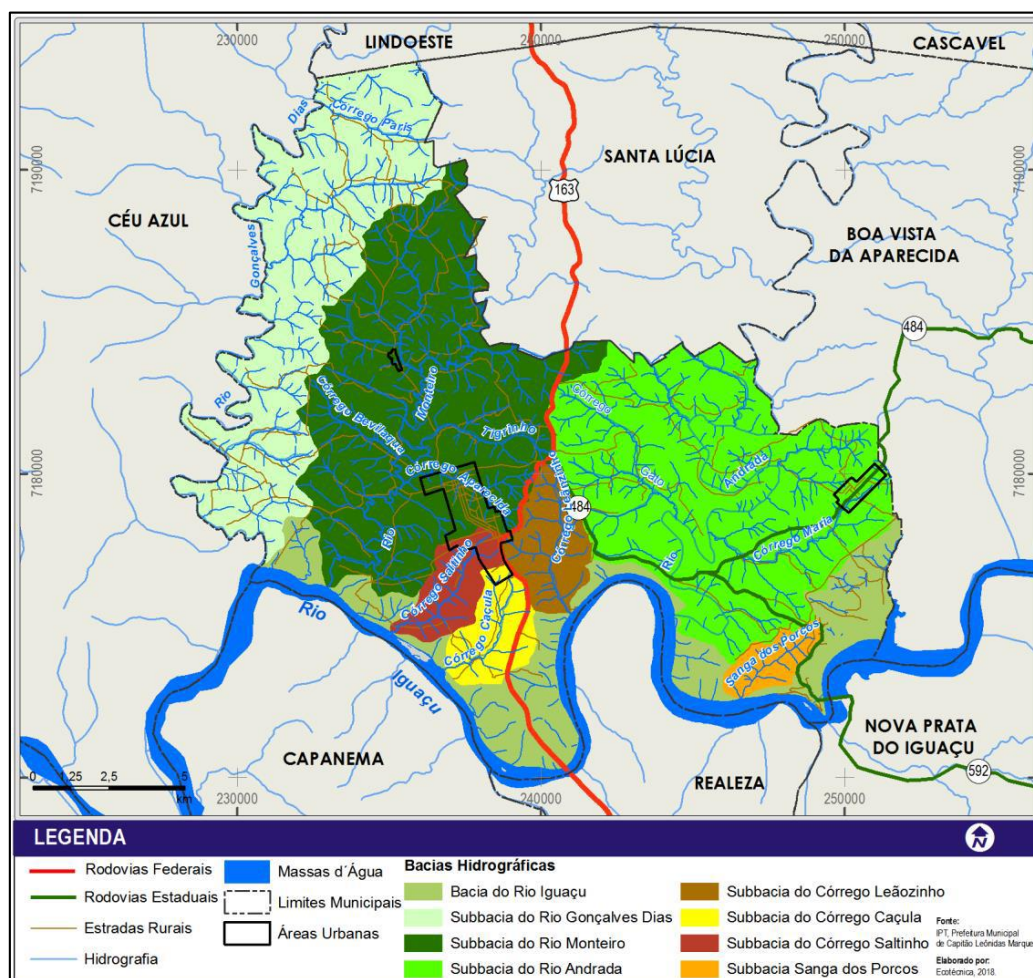 230000
240000
250000
LINDOESTE
CASCAVEL
Dias
Córrego Paris
SANTA LÚCIA
7190000
163
7190000
CÉU AZUL
Gonçalves
BOA VISTA
DA APARECIDA
484
Monteiro
Córrego
Rio
Córrego Bevilaqua
Tigrinho
Córrego Aparecida
Caio
Andrada
7180000
7180000
484
Córrego Leãozinho
Córrego Maria
Rio
Rio
Córrego Saltinho
Rio
Córrego Caçula
Sanga dos Porcos
Iguaçu
NOVA PRATA
DO IGUAÇU
CAPANEMA
REALEZA
592
0 1,25 2,5 5
km
230000
240000
250000
LEGENDA
N
Rodovias Federais
Rodovias Estaduais
Estradas Rurais
Hidrografia
Massas d´Água
Limites Municipais
Áreas Urbanas
Bacias Hidrográficas
Bacia do Rio Iguaçu
Subbacia do Rio Gonçalves Dias
Subbacia do Rio Monteiro
Subbacia do Rio Andrada
Subbacia do Córrego Leãozinho
Subbacia do Córrego Caçula
Subbacia do Córrego Saltinho
Subbacia Sanga dos Porcos
Fonte:
IPT, Prefeitura Municipal
de Capitão Leônidas Marques
Elaborado por:
Ecotécnica, 2018